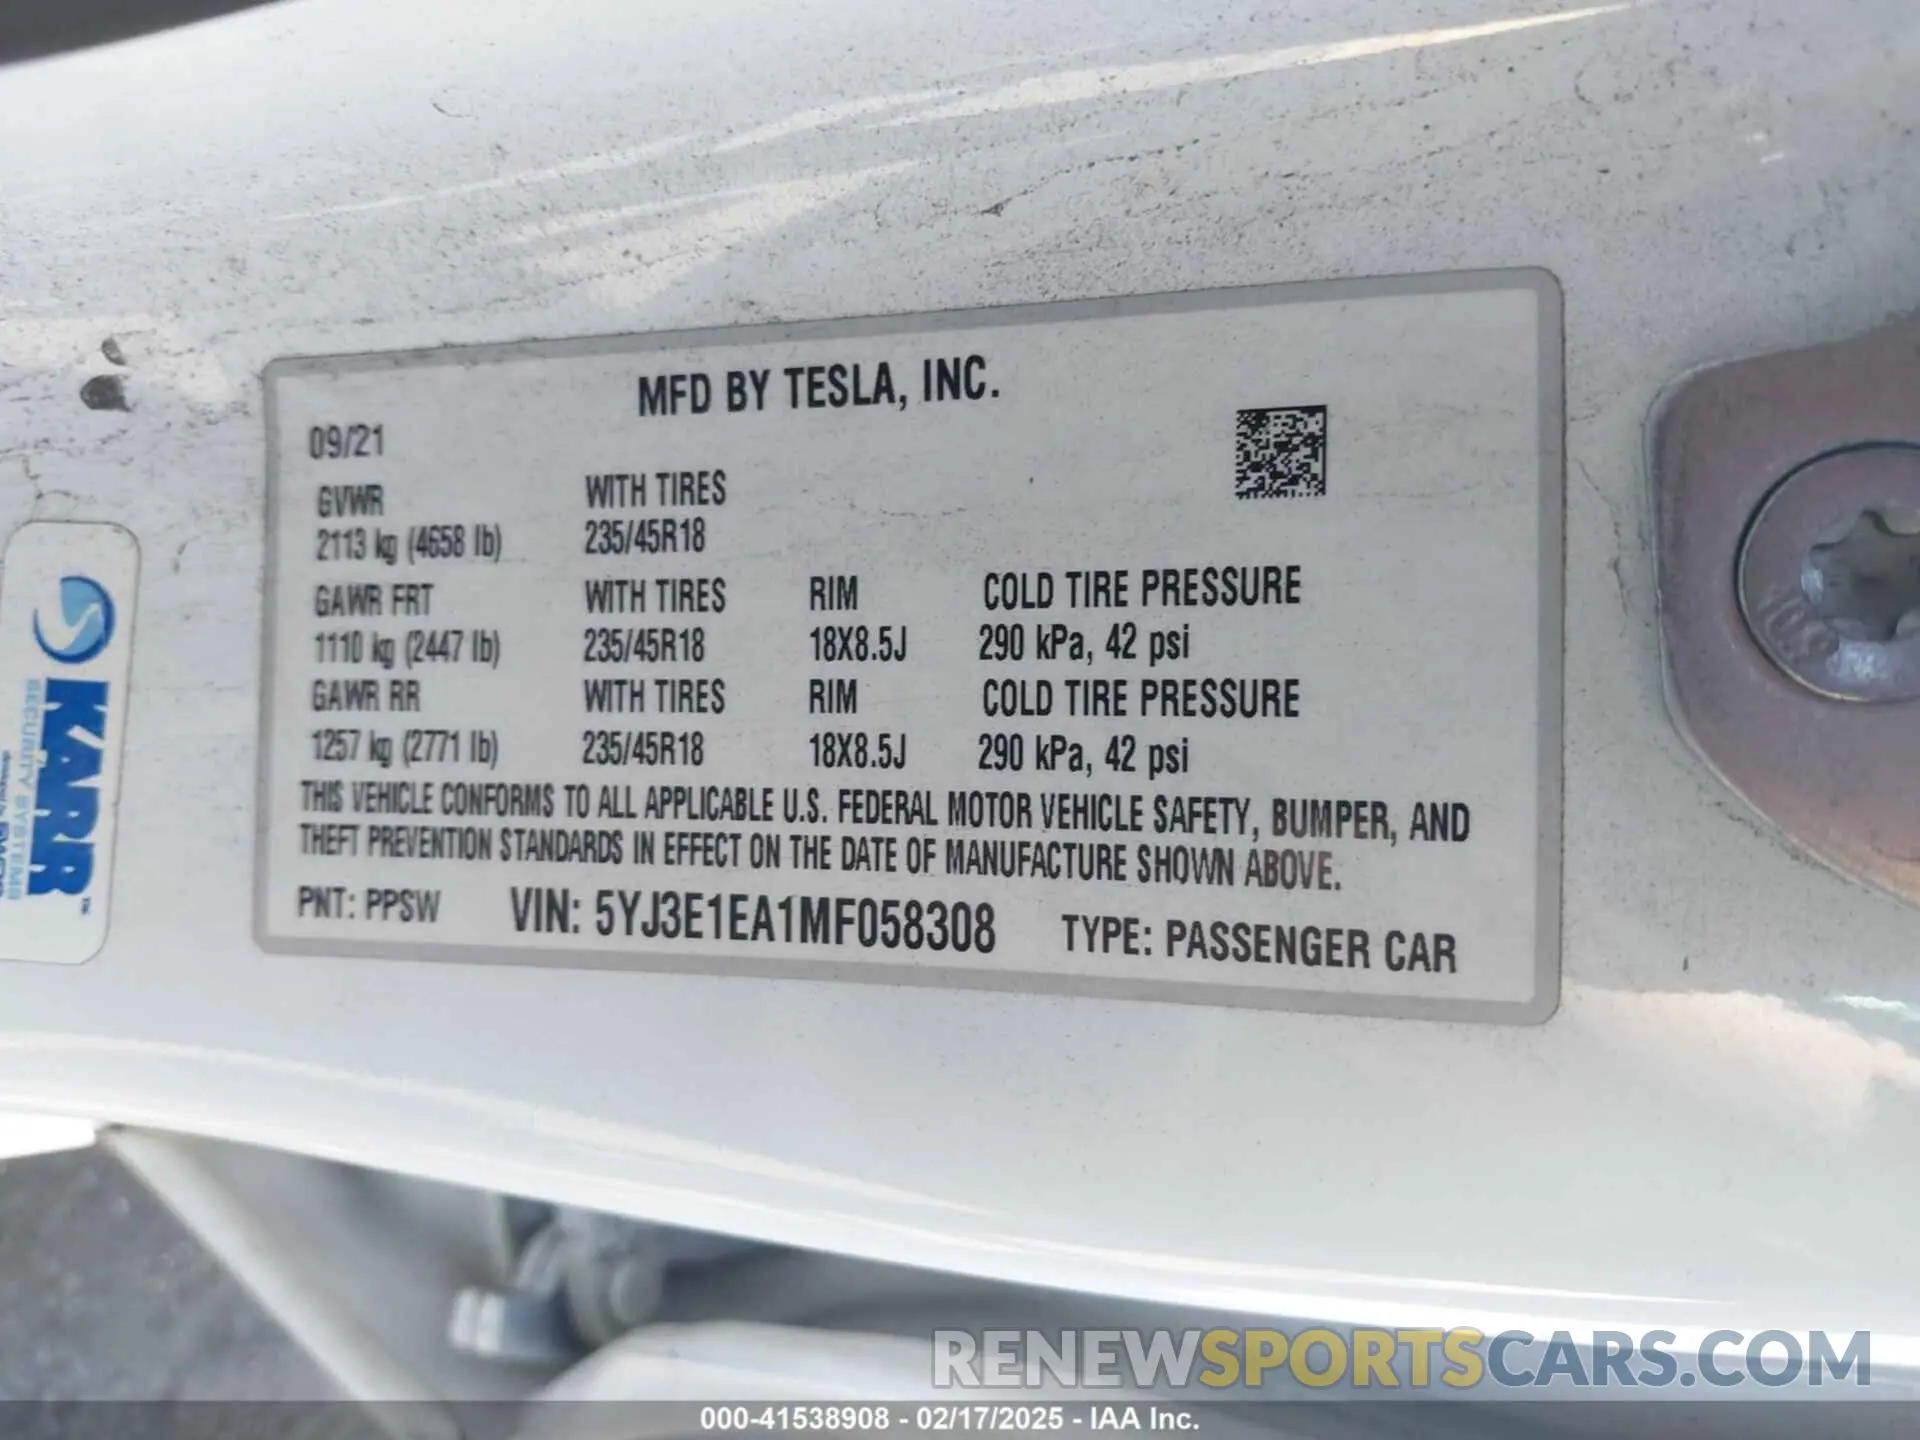 MFD BY TESLA, INC.
09/21
GVWR WITH TIRES
2113 kg (4658 lb) 235/45R18
GAWR FRT WITH TIRES RIM COLD TIRE PRESSURE
1110 kg (2447 lb) 235/45R18 18X8.5J 290 kPa, 42 psi
GAWR RR WITH TIRES RIM COLD TIRE PRESSURE
1257 kg (2771 lb) 235/45R18 18X8.5J 290 kPa, 42 psi
THIS VEHICLE CONFORMS TO ALL APPLICABLE U.S. FEDERAL MOTOR VEHICLE SAFETY, BUMPER, AND
THEFT PREVENTION STANDARDS IN EFFECT ON THE DATE OF MANUFACTURE SHOWN ABOVE.
PNT: PPSW VIN: 5YJ3E1EA1MF058308 TYPE: PASSENGER CAR
KARR™
SECURITY SYSTEMS
RENEWSPORTSCARS.COM
000-41538908 - 02/17/2025 - IAA Inc.